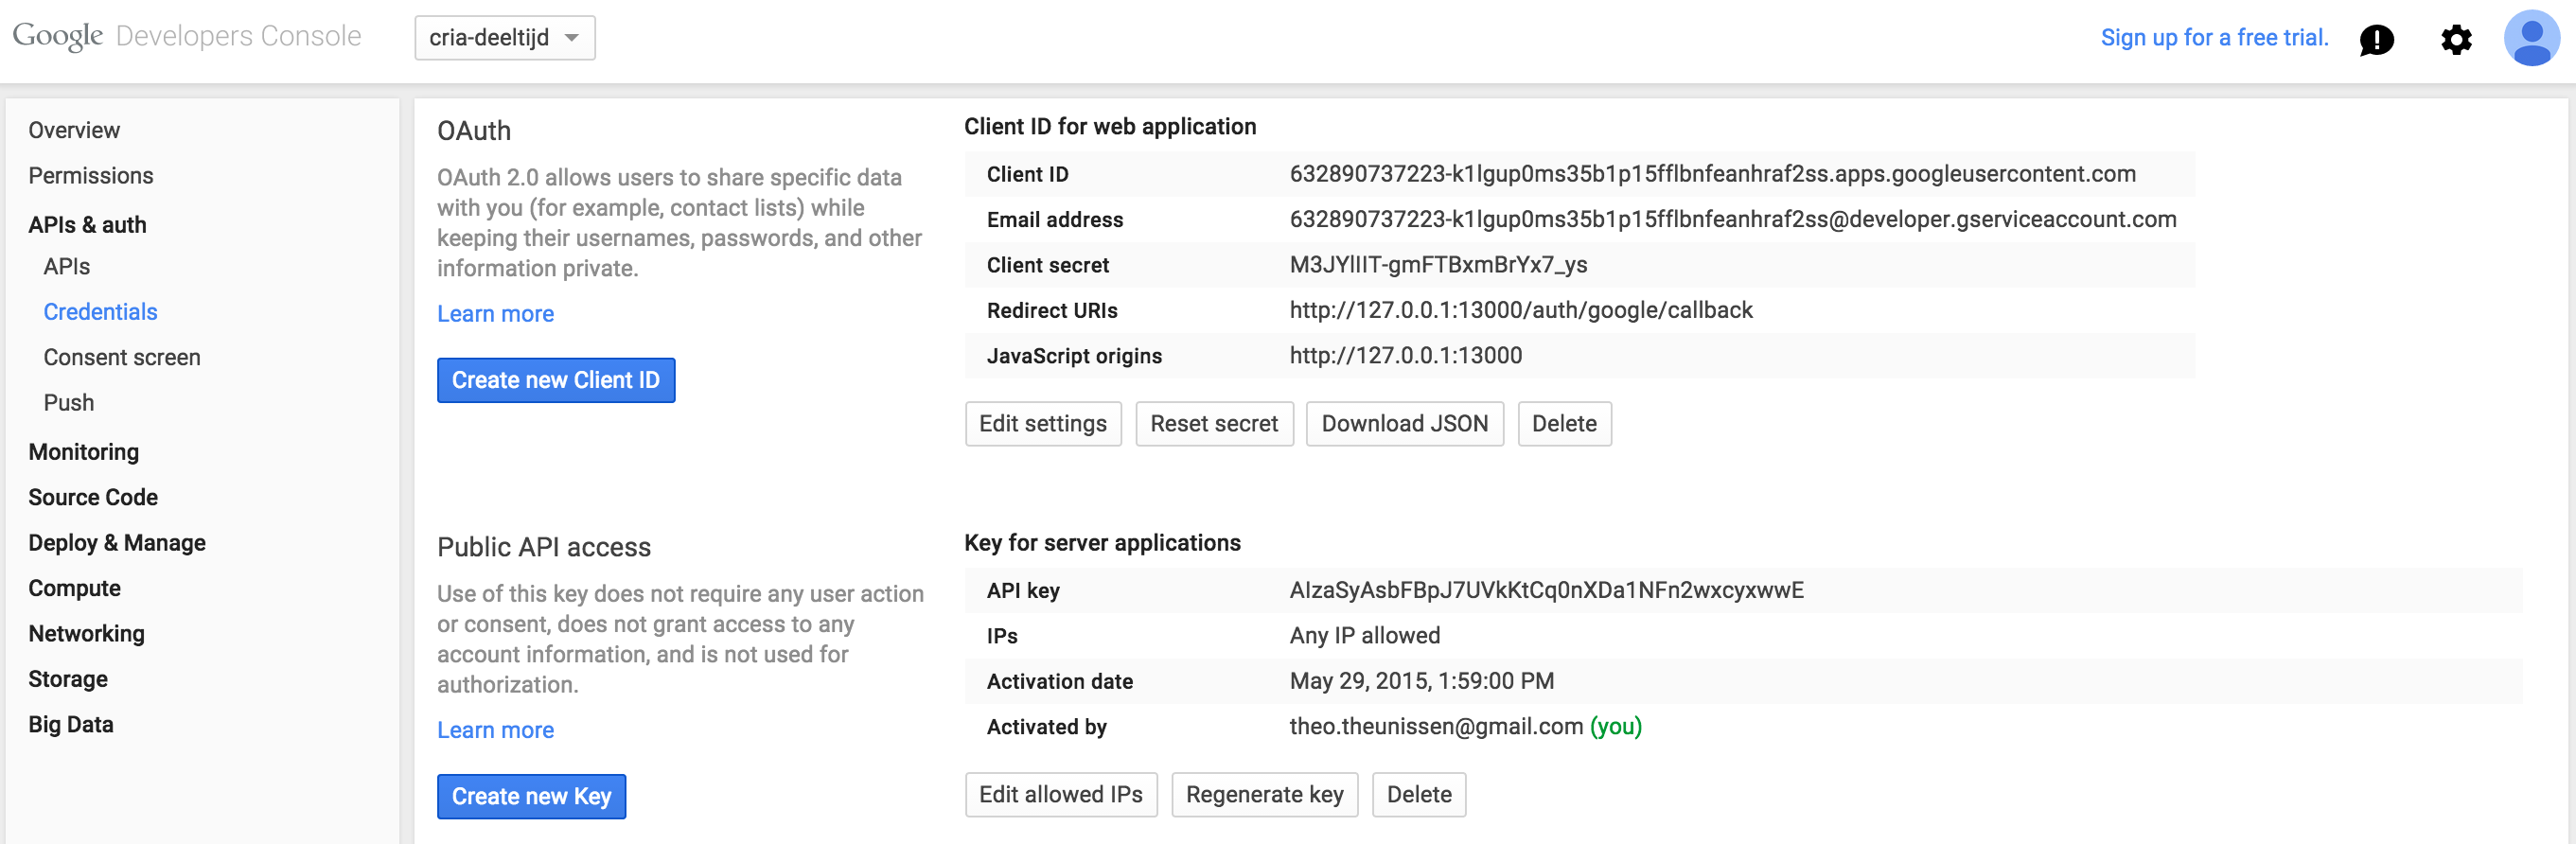 Google Developers Console
cria-deeltijd
Sign up for a free trial.
Overview
Permissions
APIs & auth
APIs
Credentials
Consent screen
Push
Monitoring
Source Code
Deploy & Manage
Compute
Networking
Storage
Big Data
OAuth
OAuth 2.0 allows users to share specific data
with you (for example, contact lists) while
keeping their usernames, passwords, and other
information private.
Learn more
Create new Client ID
Client ID for web application
Client ID 632890737223-k1lgup0ms35b1p15fflbnfeanhraf2ss.apps.googleusercontent.com
Email address 632890737223-k1lgup0ms35b1p15fflbnfeanhraf2ss@developer.gserviceaccount.com
Client secret M3JYlIIT-gmFTBxmBrYx7_ys
Redirect URIs http://127.0.0.1:13000/auth/google/callback
JavaScript origins http://127.0.0.1:13000
Edit settings Reset secret Download JSON Delete
Public API access
Use of this key does not require any user action
or consent, does not grant access to any
account information, and is not used for
authorization.
Learn more
Create new Key
Key for server applications
API key AIzaSyAsbFBpJ7UVkKtCq0nXDa1NFn2wxcyxwwE
IPs Any IP allowed
Activation date May 29, 2015, 1:59:00 PM
Activated by theo.theunissen@gmail.com (you)
Edit allowed IPs Regenerate key Delete